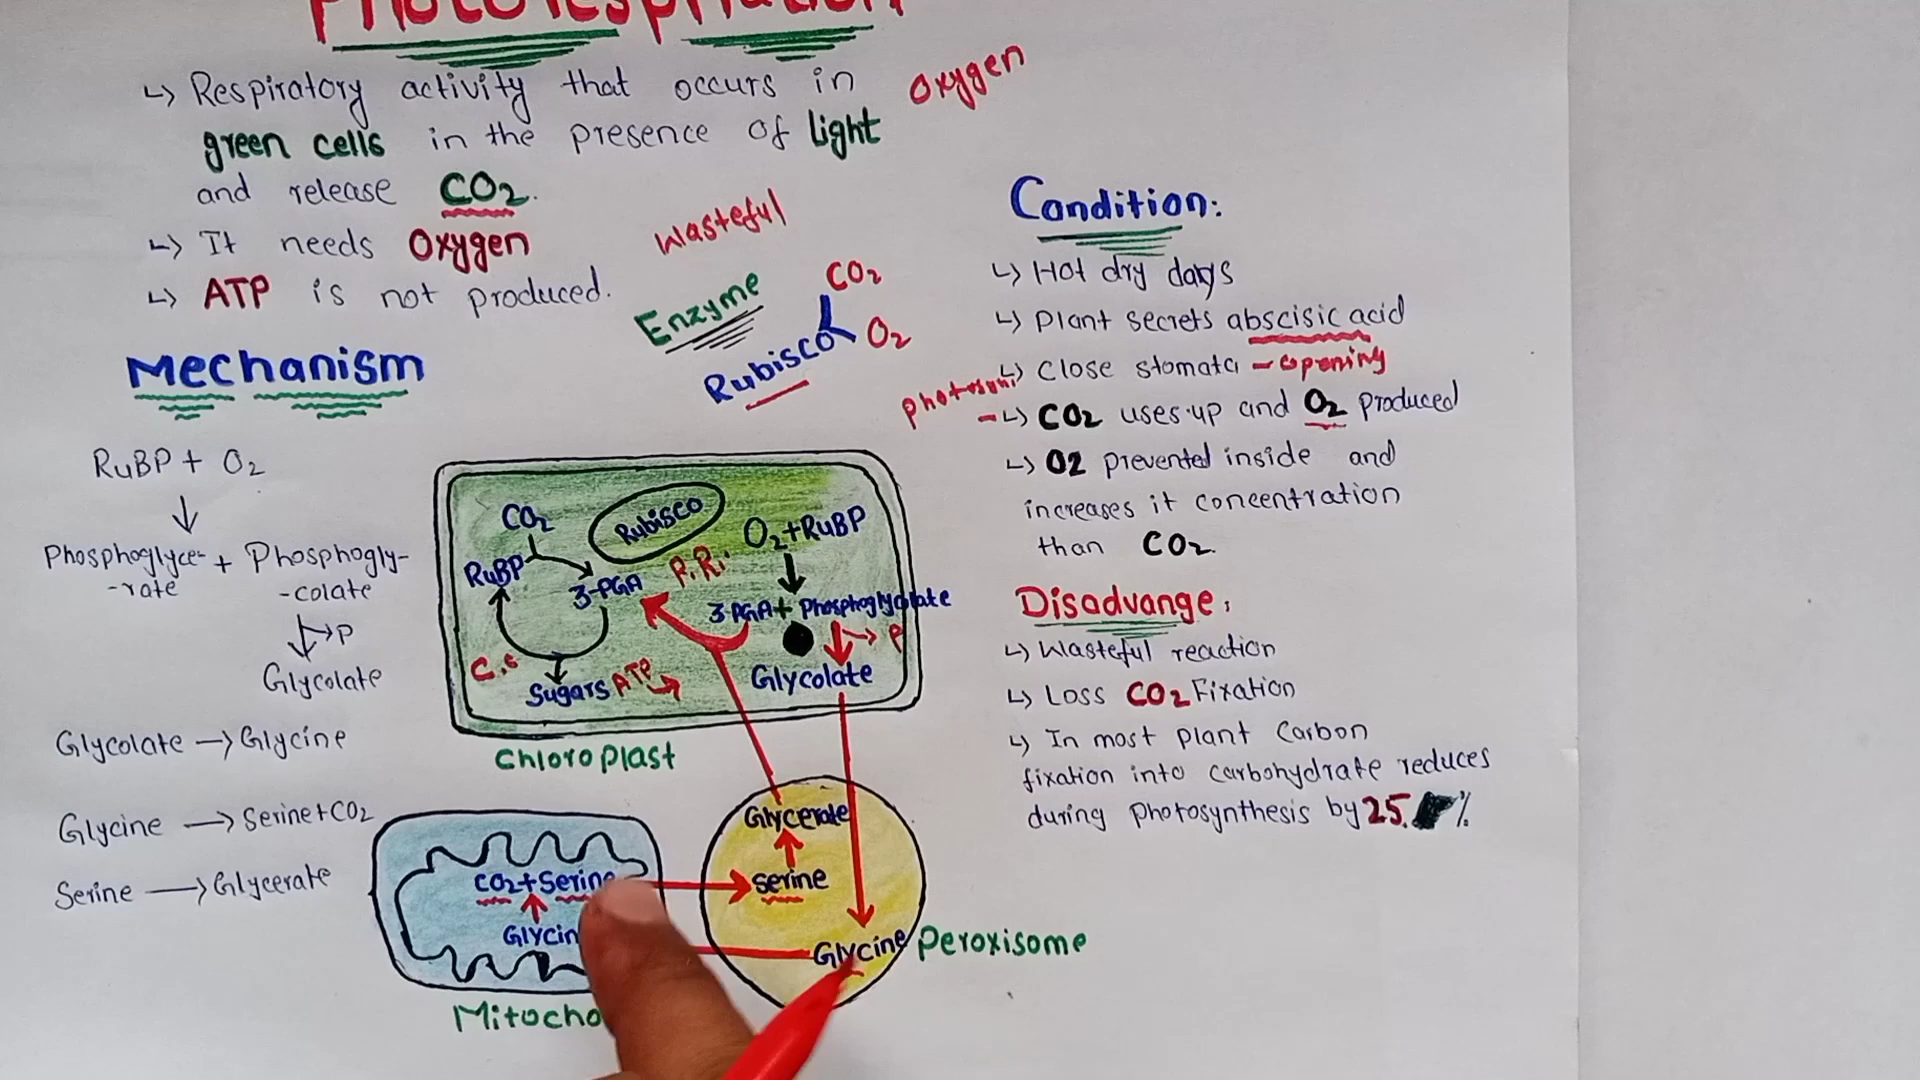 Photorespiration
↳ Respiratory activity that occurs in
green cells in the presence of light
and release CO2.
↳ It needs Oxygen
↳ ATP is not produced.
Oxygen
Wasteful
Enzyme
Rubisco
CO2
O2
Mechanism
RuBP + O2
Phosphoglyce- + Phosphogly-
-rate -colate
→ P
Glycolate
Glycolate → Glycine
Glycine → Serine + CO2
Serine → Glycerate
CO2
Rubisco
O2 + RuBP
RuBP
3-PGA
P.R.
3-PGA + Phosphoglycolate
→ P
C.C
Sugars
ATP
Glycolate
Chloroplast
Glycerate
CO2 + Serine
Serine
Glycine
Peroxisome
Condition:
↳ Hot dry days
↳ Plant secrets abscisic acid
↳ Close stomata - opening
↳ CO2 uses up and O2 produced
↳ O2 prevented inside and
increases it concentration
than CO2.
Disadvange:
↳ Wasteful reaction
↳ Loss CO2 Fixation
↳ In most plant Carbon
fixation into carbohydrate reduces
during photosynthesis by 25. %